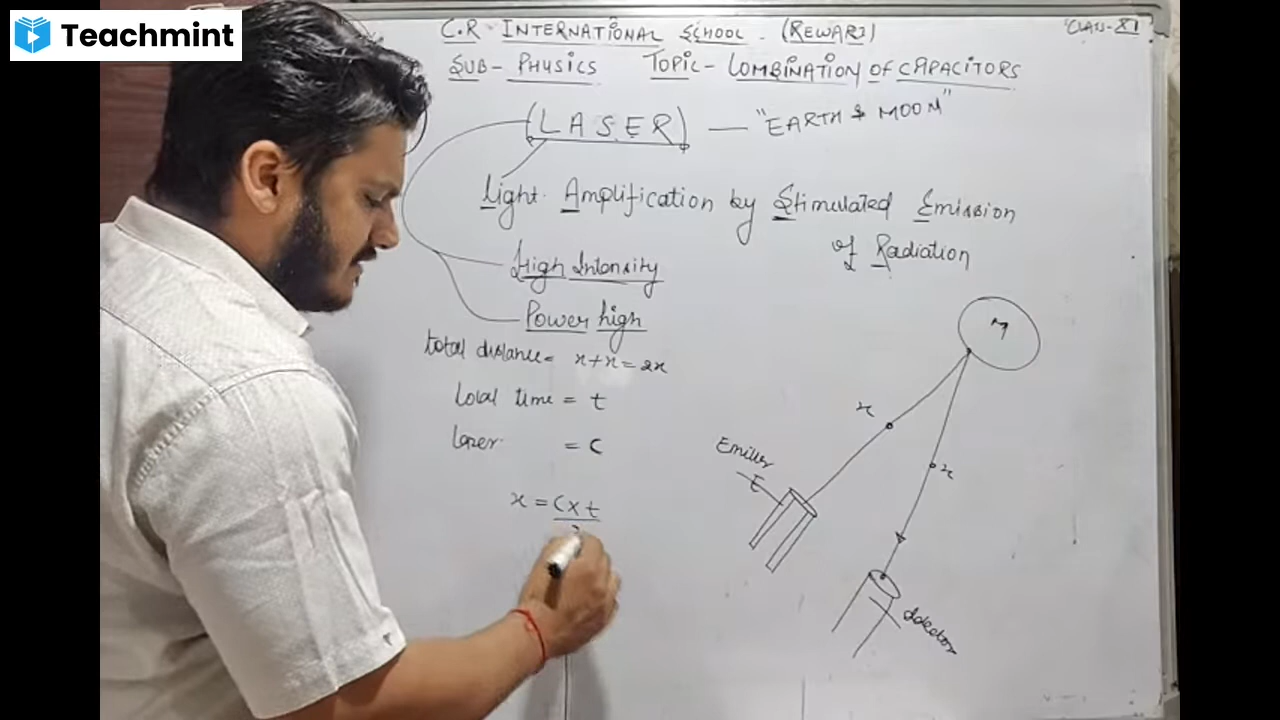 Teachmint
C.R. INTERNATIONAL SCHOOL. (REWARI)
CLASS-XI
SUB- PHYSICS TOPIC- COMBINATION OF CAPACITORS
(LASER) — "EARTH & MOON"
Light Amplification by Stimulated Emission
of Radiation
High Intensity
Power high
total distance = x+x=2x
total time = t
laser = c
x = c x t
2
M
x
x
Emitter
E
detector